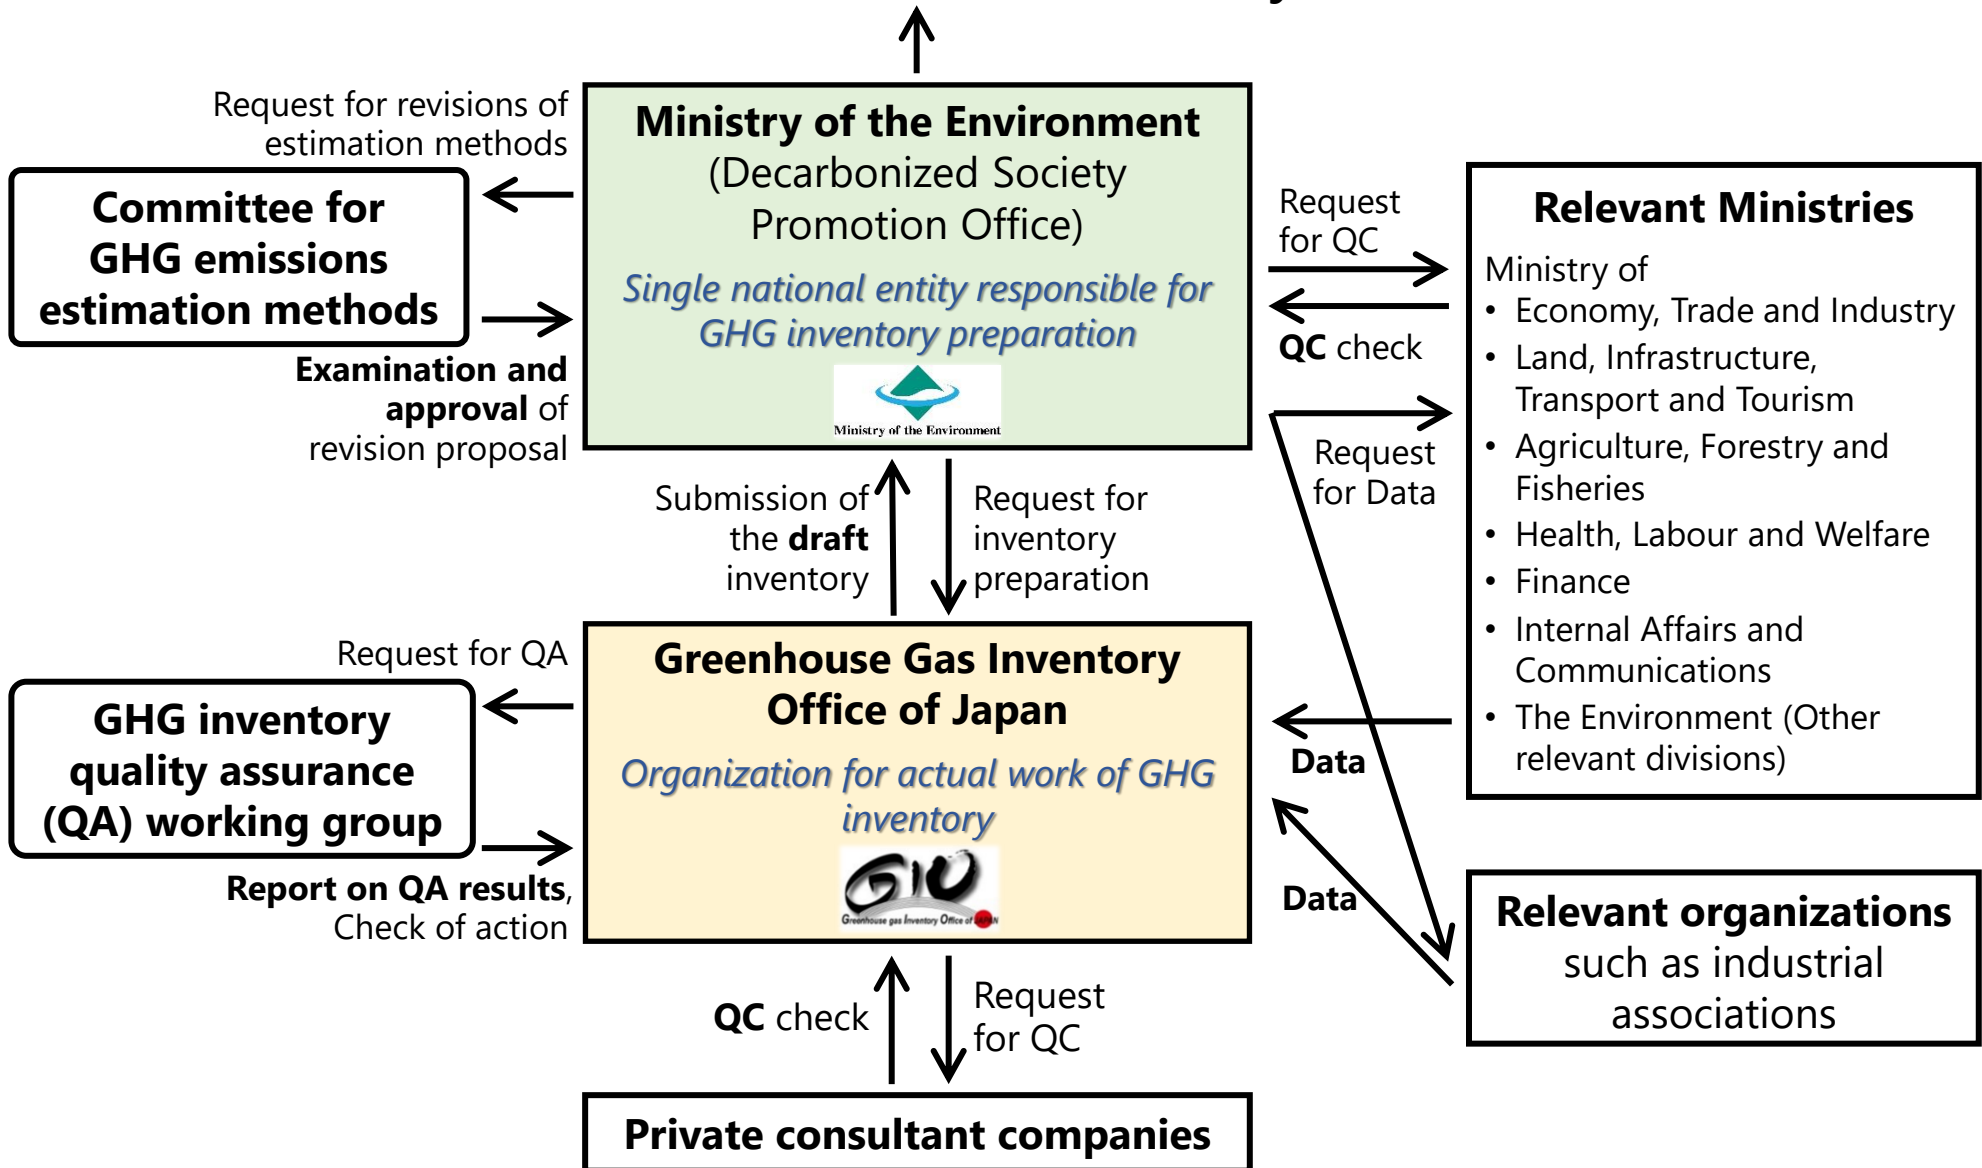 Request for revisions of
estimation methods
Ministry of the Environment
(Decarbonized Society
Promotion Office)
Single national entity responsible for
GHG inventory preparation
Ministry of the Environment
Committee for
GHG emissions
estimation methods
Examination and
approval of
revision proposal
Request
for QC
QC check
Request
for Data
Relevant Ministries
Ministry of
• Economy, Trade and Industry
• Land, Infrastructure,
Transport and Tourism
• Agriculture, Forestry and
Fisheries
• Health, Labour and Welfare
• Finance
• Internal Affairs and
Communications
• The Environment (Other
relevant divisions)
Submission of
the draft
inventory
Request for
inventory
preparation
Request for QA
GHG inventory
quality assurance
(QA) working group
Report on QA results,
Check of action
Greenhouse Gas Inventory
Office of Japan
Organization for actual work of GHG
inventory
GIO
Greenhouse gas Inventory Office of JAPAN
Data
Data
Relevant organizations
such as industrial
associations
QC check
Request
for QC
Private consultant companies